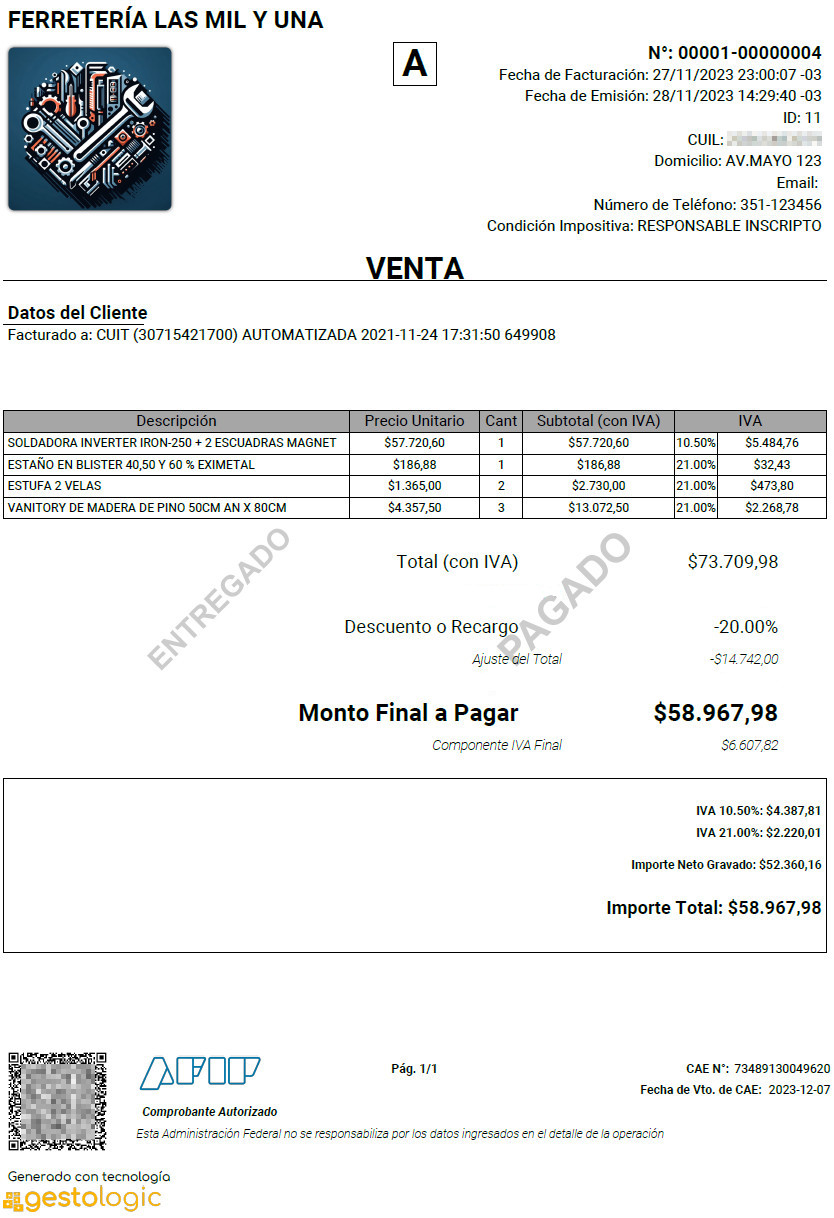 FERRETERÍA LAS MIL Y UNA
A
N°: 00001-00000004
Fecha de Facturación: 27/11/2023 23:00:07 -03
Fecha de Emisión: 28/11/2023 14:29:40 -03
ID: 11
CUIL:
Domicilio: AV.MAYO 123
Email:
Número de Teléfono: 351-123456
Condición Impositiva: RESPONSABLE INSCRIPTO
VENTA
Datos del Cliente
Facturado a: CUIT (30715421700) AUTOMATIZADA 2021-11-24 17:31:50 649908
Descripción Precio Unitario Cant Subtotal (con IVA) IVA
SOLDADORA INVERTER IRON-250 + 2 ESCUADRAS MAGNET $57.720,60 1 $57.720,60 10.50% $5.484,76
ESTAÑO EN BLISTER 40,50 Y 60 % EXIMETAL $186,88 1 $186,88 21.00% $32,43
ESTUFA 2 VELAS $1.365,00 2 $2.730,00 21.00% $473,80
VANITORY DE MADERA DE PINO 50CM AN X 80CM $4.357,50 3 $13.072,50 21.00% $2.268,78
ENTREGADO
PAGADO
Total (con IVA) $73.709,98
Descuento o Recargo -20.00%
Ajuste del Total -$14.742,00
Monto Final a Pagar $58.967,98
Componente IVA Final $6.607,82
IVA 10.50%: $4.387,81
IVA 21.00%: $2.220,01
Importe Neto Gravado: $52.360,16
Importe Total: $58.967,98
AFIP
Pág. 1/1
CAE N°: 73489130049620
Fecha de Vto. de CAE: 2023-12-07
Comprobante Autorizado
Esta Administración Federal no se responsabiliza por los datos ingresados en el detalle de la operación
Generado con tecnología
gestologic